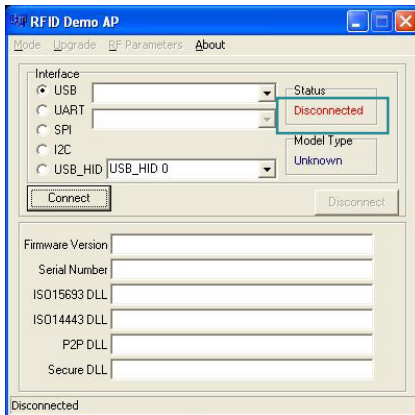 RFID Demo AP
Mode Upgrade RF Parameters About
Interface
USB
UART
SPI
I2C
USB_HID USB_HID 0
Status
Disconnected
Model Type
Unknown
Connect Disconnect
Firmware Version
Serial Number
ISO15693 DLL
ISO14443 DLL
P2P DLL
Secure DLL
Disconnected